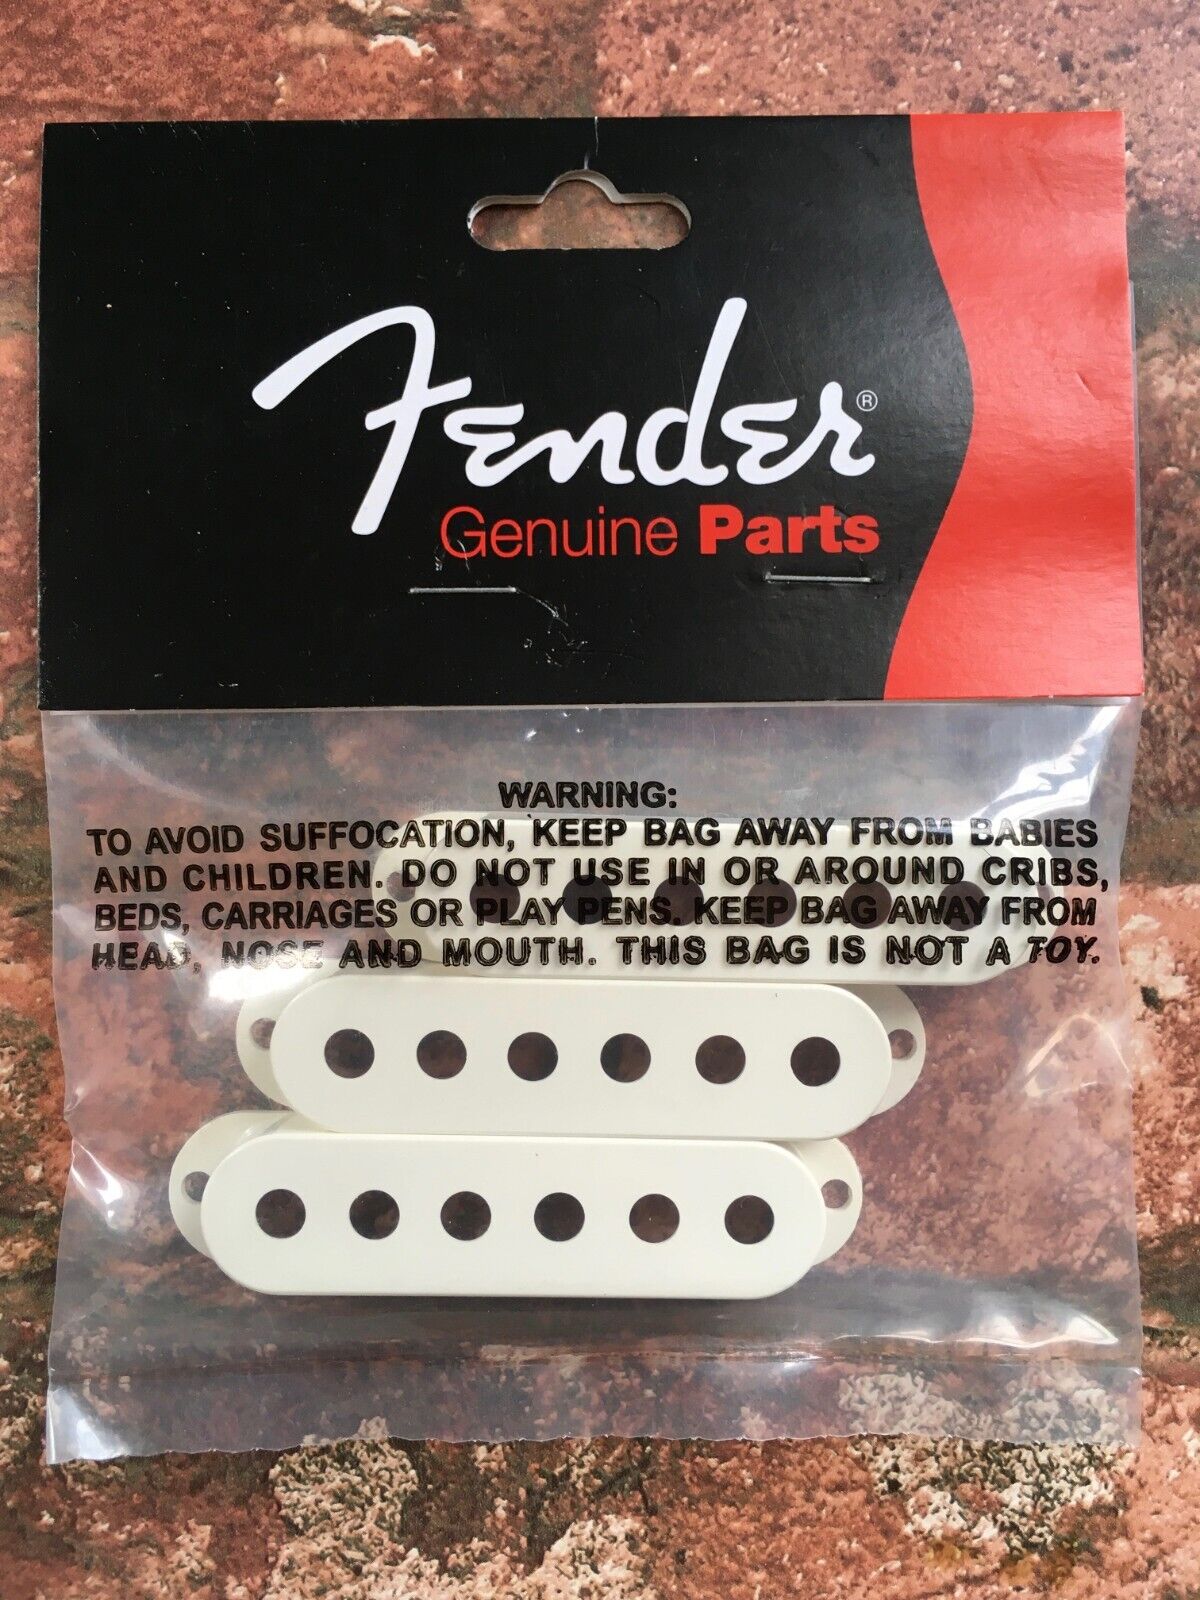 Fender®
Genuine Parts
WARNING:
TO AVOID SUFFOCATION, KEEP BAG AWAY FROM BABIES
AND CHILDREN. DO NOT USE IN OR AROUND CRIBS,
BEDS, CARRIAGES OR PLAY PENS. KEEP BAG AWAY FROM
HEAD, NOSE AND MOUTH. THIS BAG IS NOT A TOY.